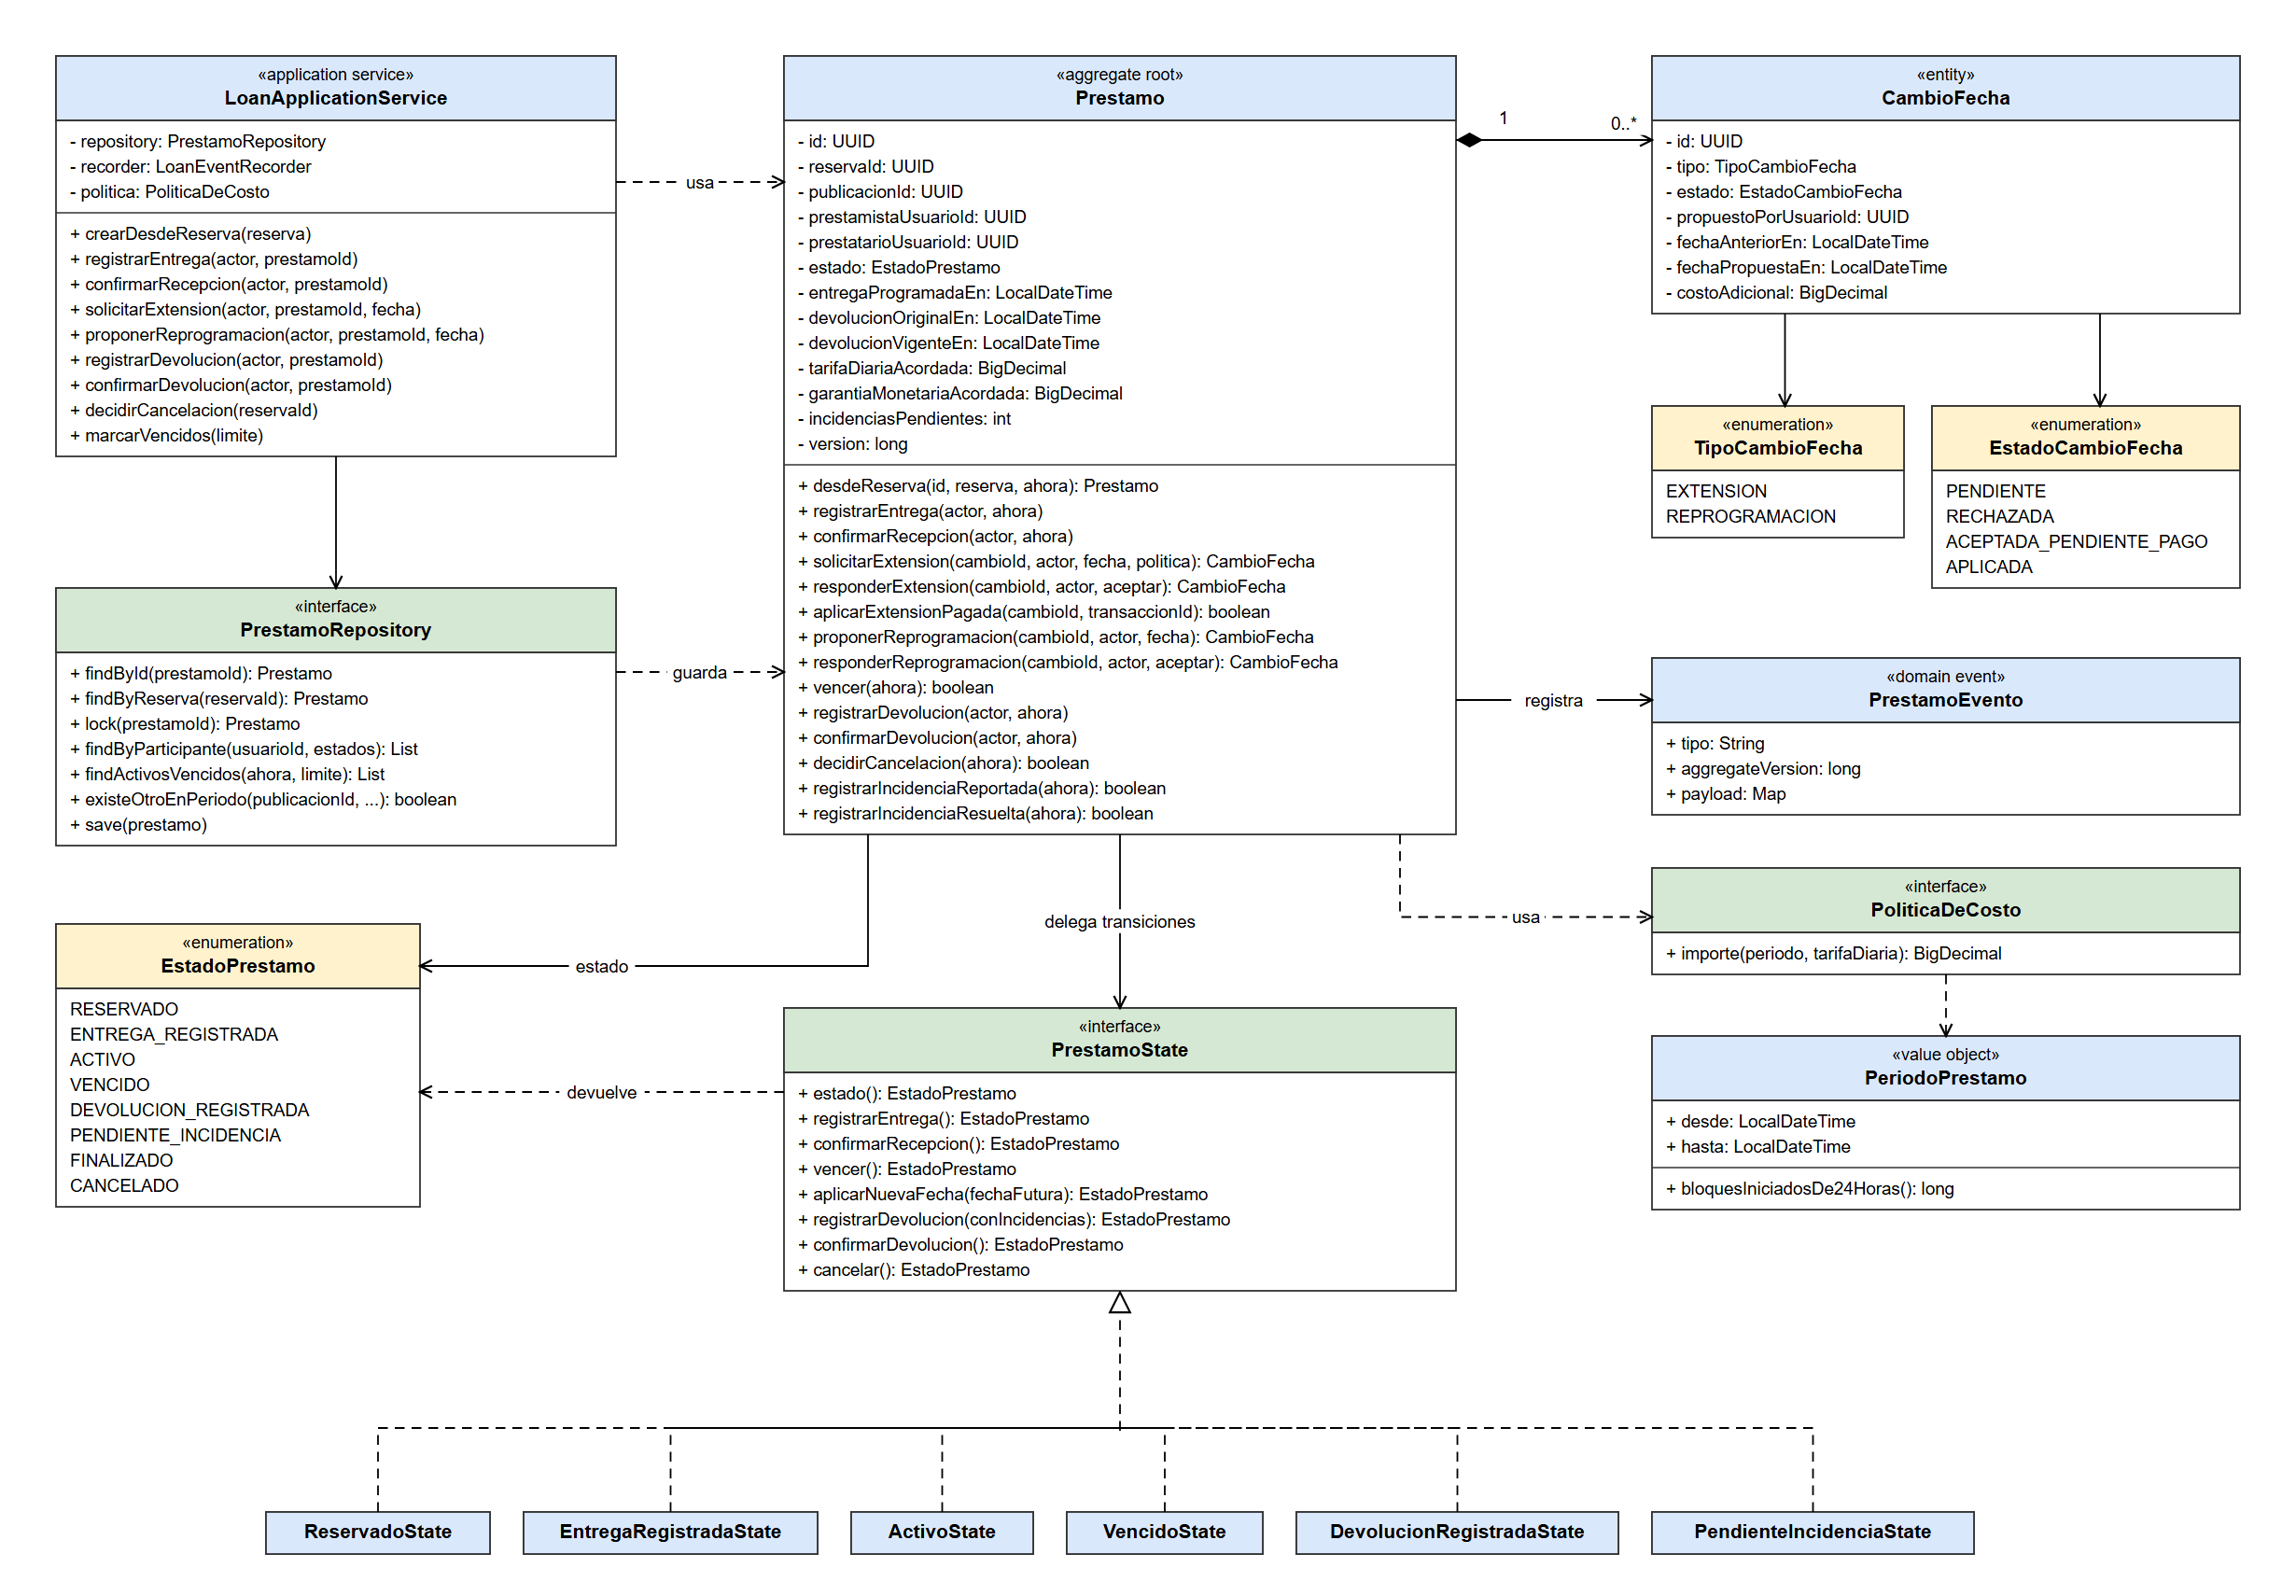 «application service»
LoanApplicationService
- repository: PrestamoRepository
- recorder: LoanEventRecorder
- politica: PoliticaDeCosto
+ crearDesdeReserva(reserva)
+ registrarEntrega(actor, prestamoId)
+ confirmarRecepcion(actor, prestamoId)
+ solicitarExtension(actor, prestamoId, fecha)
+ proponerReprogramacion(actor, prestamoId, fecha)
+ registrarDevolucion(actor, prestamoId)
+ confirmarDevolucion(actor, prestamoId)
+ decidirCancelacion(reservaId)
+ marcarVencidos(limite)
usa
«aggregate root»
Prestamo
- id: UUID
- reservaId: UUID
- publicacionId: UUID
- prestamistaUsuarioId: UUID
- prestatarioUsuarioId: UUID
- estado: EstadoPrestamo
- entregaProgramadaEn: LocalDateTime
- devolucionOriginalEn: LocalDateTime
- devolucionVigenteEn: LocalDateTime
- tarifaDiariaAcordada: BigDecimal
- garantiaMonetariaAcordada: BigDecimal
- incidenciasPendientes: int
- version: long
+ desdeReserva(id, reserva, ahora): Prestamo
+ registrarEntrega(actor, ahora)
+ confirmarRecepcion(actor, ahora)
+ solicitarExtension(cambioId, actor, fecha, politica): CambioFecha
+ responderExtension(cambioId, actor, aceptar): CambioFecha
+ aplicarExtensionPagada(cambioId, transaccionId): boolean
+ proponerReprogramacion(cambioId, actor, fecha): CambioFecha
+ responderReprogramacion(cambioId, actor, aceptar): CambioFecha
+ vencer(ahora): boolean
+ registrarDevolucion(actor, ahora)
+ confirmarDevolucion(actor, ahora)
+ decidirCancelacion(ahora): boolean
+ registrarIncidenciaReportada(ahora): boolean
+ registrarIncidenciaResuelta(ahora): boolean
1
0..*
«entity»
CambioFecha
- id: UUID
- tipo: TipoCambioFecha
- estado: EstadoCambioFecha
- propuestoPorUsuarioId: UUID
- fechaAnteriorEn: LocalDateTime
- fechaPropuestaEn: LocalDateTime
- costoAdicional: BigDecimal
«enumeration»
TipoCambioFecha
EXTENSION
REPROGRAMACION
«enumeration»
EstadoCambioFecha
PENDIENTE
RECHAZADA
ACEPTADA_PENDIENTE_PAGO
APLICADA
«interface»
PrestamoRepository
+ findById(prestamoId): Prestamo
+ findByReserva(reservaId): Prestamo
+ lock(prestamoId): Prestamo
+ findByParticipante(usuarioId, estados): List
+ findActivosVencidos(ahora, limite): List
+ existeOtroEnPeriodo(publicacionId, ...): boolean
+ save(prestamo)
guarda
registra
«domain event»
PrestamoEvento
+ tipo: String
+ aggregateVersion: long
+ payload: Map
usa
«interface»
PoliticaDeCosto
+ importe(periodo, tarifaDiaria): BigDecimal
«value object»
PeriodoPrestamo
+ desde: LocalDateTime
+ hasta: LocalDateTime
+ bloquesIniciadosDe24Horas(): long
delega transiciones
estado
«enumeration»
EstadoPrestamo
RESERVADO
ENTREGA_REGISTRADA
ACTIVO
VENCIDO
DEVOLUCION_REGISTRADA
PENDIENTE_INCIDENCIA
FINALIZADO
CANCELADO
devuelve
«interface»
PrestamoState
+ estado(): EstadoPrestamo
+ registrarEntrega(): EstadoPrestamo
+ confirmarRecepcion(): EstadoPrestamo
+ vencer(): EstadoPrestamo
+ aplicarNuevaFecha(fechaFutura): EstadoPrestamo
+ registrarDevolucion(conIncidencias): EstadoPrestamo
+ confirmarDevolucion(): EstadoPrestamo
+ cancelar(): EstadoPrestamo
ReservadoState
EntregaRegistradaState
ActivoState
VencidoState
DevolucionRegistradaState
PendienteIncidenciaState